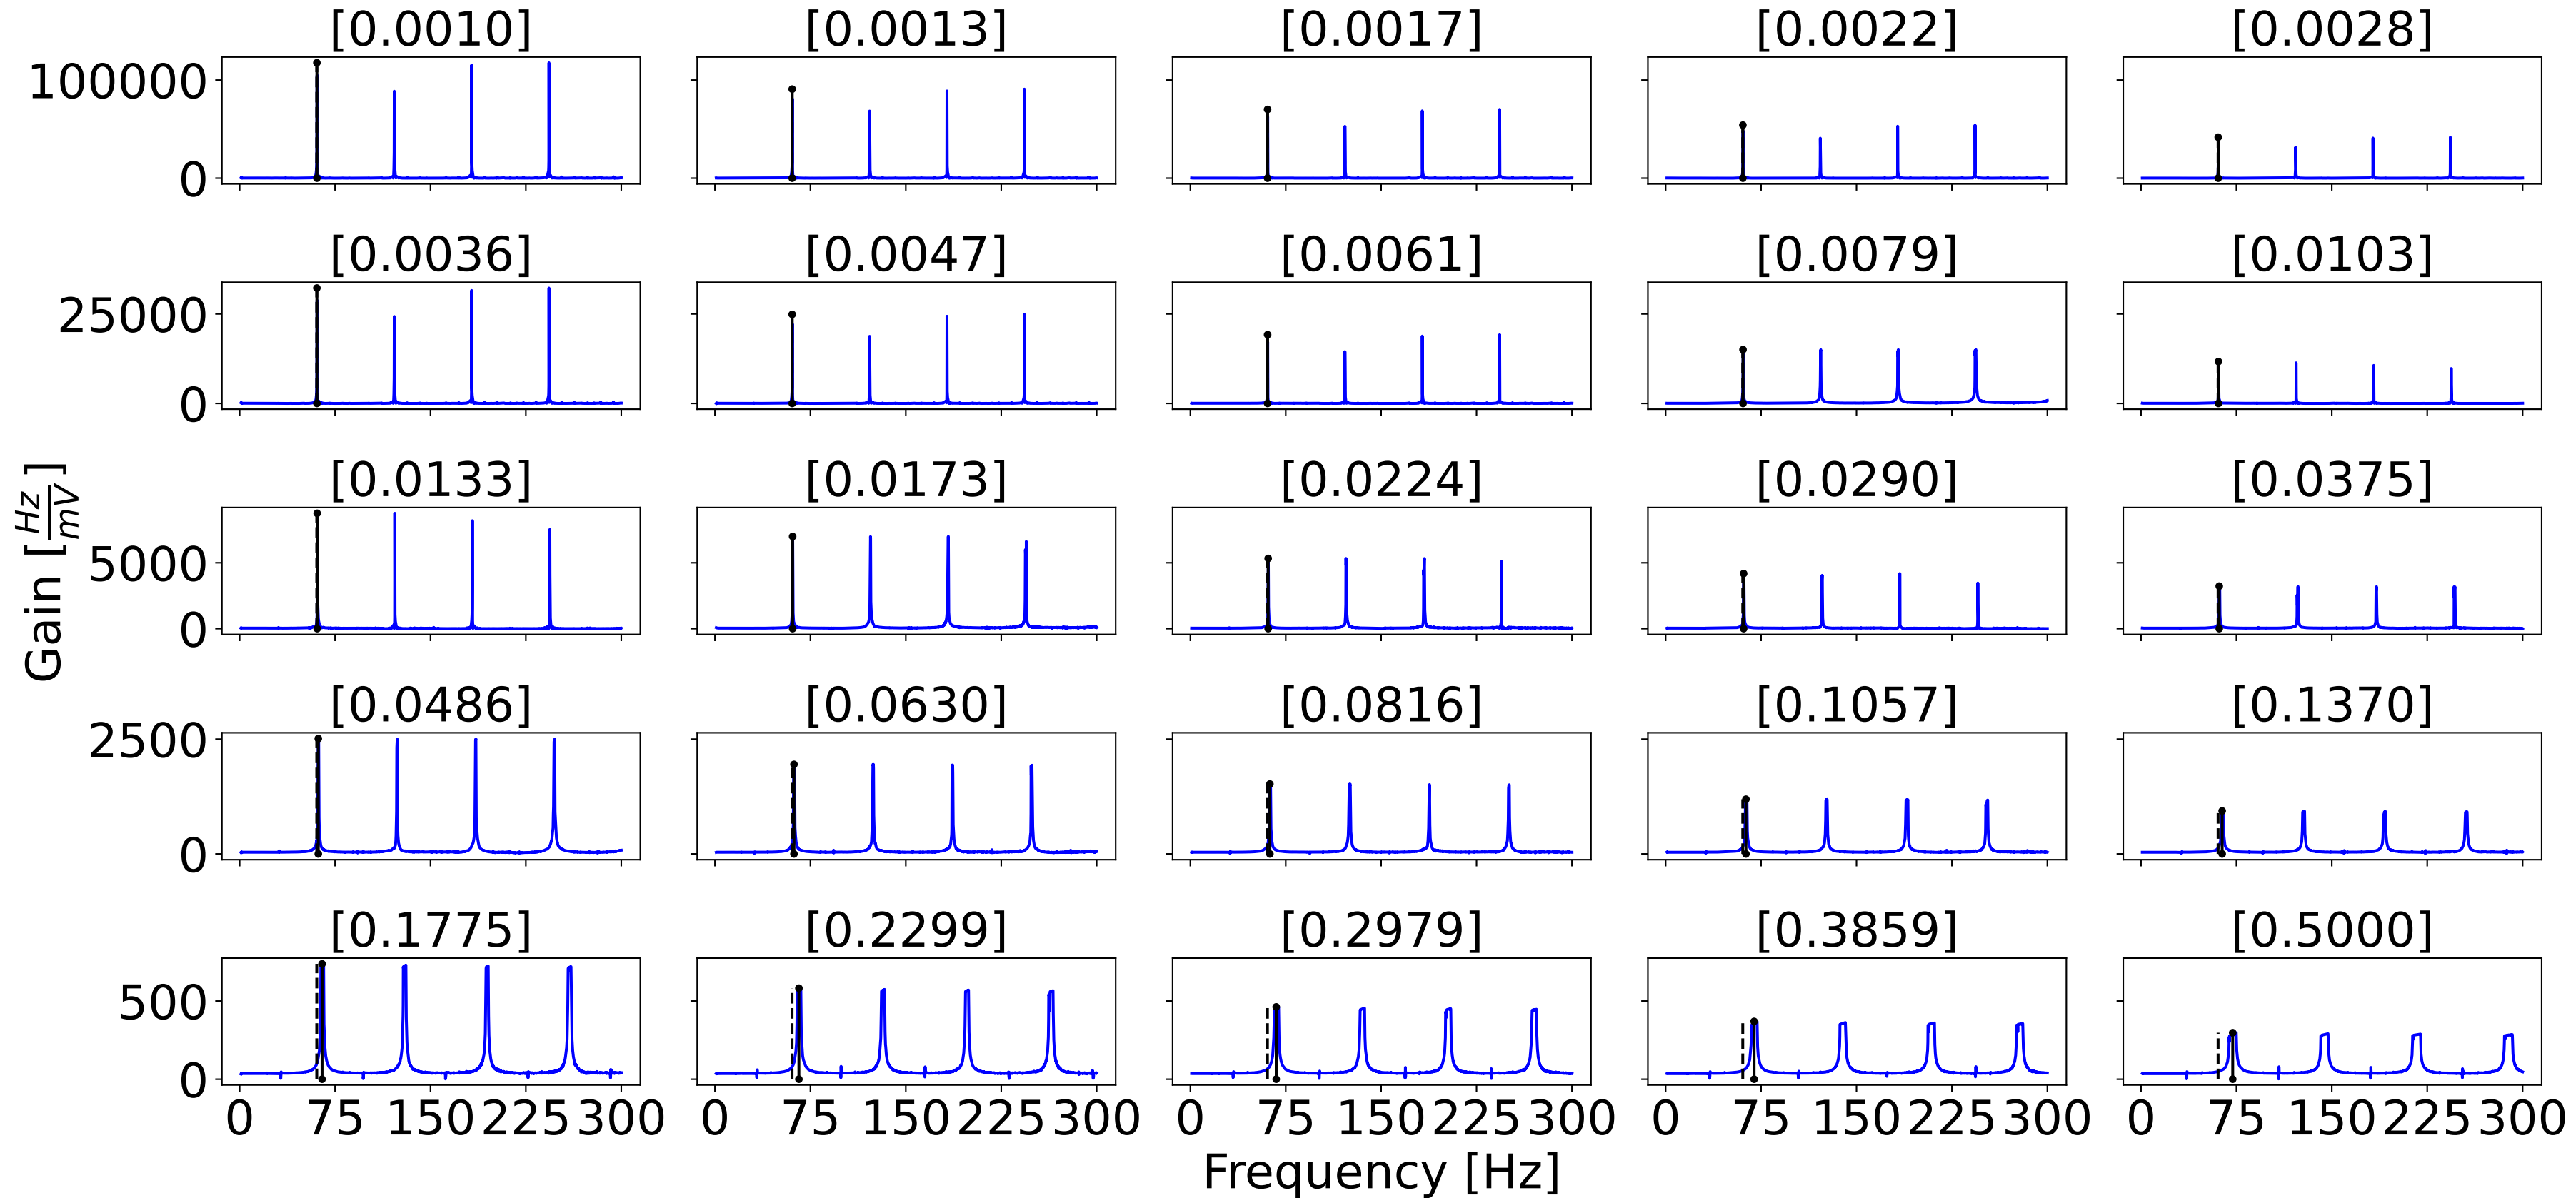 [0.0010] [0.0013] [0.0017] [0.0022] [0.0028]
100000
0
[0.0036] [0.0047] [0.0061] [0.0079] [0.0103]
25000
0
[0.0133] [0.0173] [0.0224] [0.0290] [0.0375]
Gain [Hz/mV]
5000
0
[0.0486] [0.0630] [0.0816] [0.1057] [0.1370]
2500
0
[0.1775] [0.2299] [0.2979] [0.3859] [0.5000]
500
0
0 75 150 225 300 0 75 150 225 300 0 75 150 225 300 0 75 150 225 300 0 75 150 225 300
Frequency [Hz]